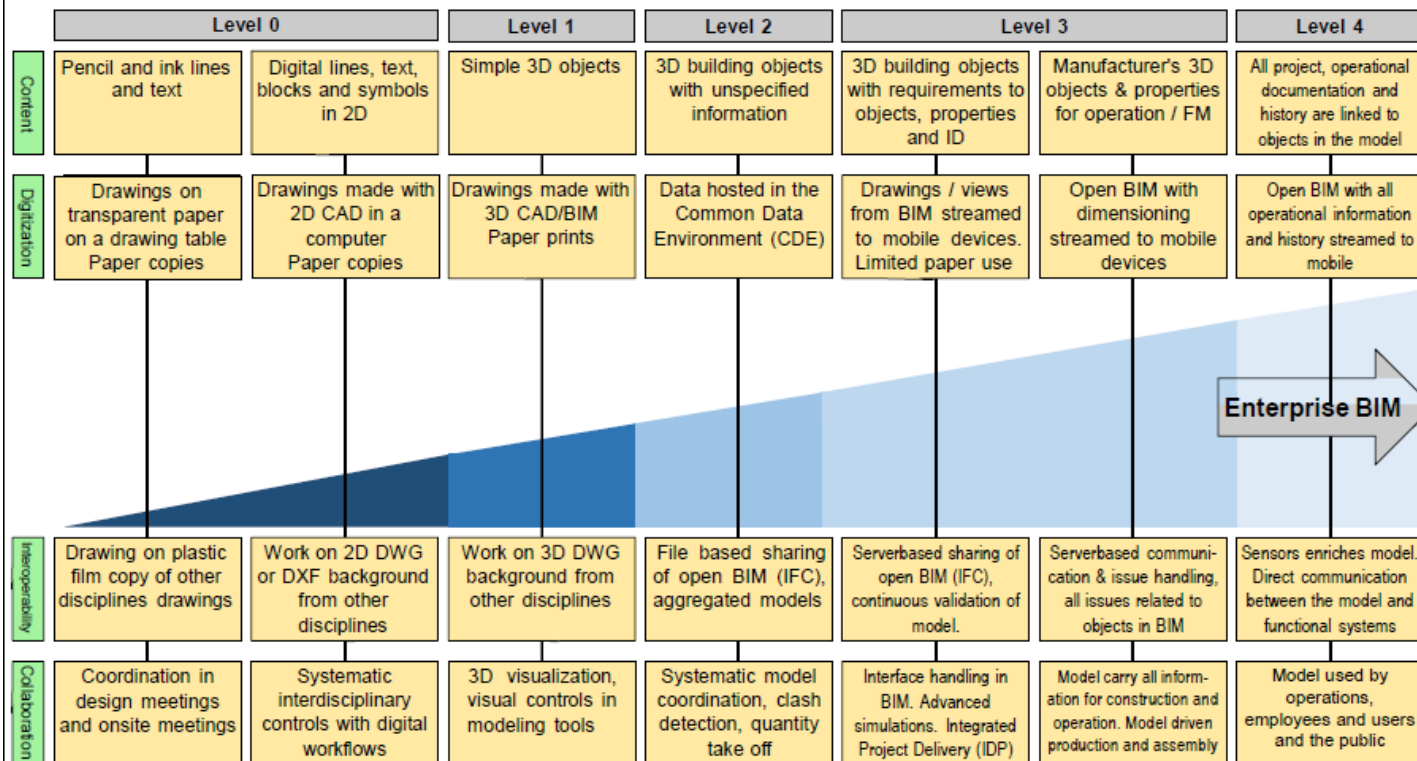 Level 0
Level 1
Level 2
Level 3
Level 4
Content
Pencil and ink lines
and text
Digital lines, text,
blocks and symbols
in 2D
Simple 3D objects
3D building objects
with unspecified
information
3D building objects
with requirements to
objects, properties
and ID
Manufacturer's 3D
objects & properties
for operation / FM
All project, operational
documentation and
history are linked to
objects in the model
Digitization
Drawings on
transparent paper
on a drawing table
Paper copies
Drawings made with
2D CAD in a
computer
Paper copies
Drawings made with
3D CAD/BIM
Paper prints
Data hosted in the
Common Data
Environment (CDE)
Drawings / views
from BIM streamed
to mobile devices.
Limited paper use
Open BIM with
dimensioning
streamed to mobile
devices
Open BIM with all
operational information
and history streamed to
mobile
Enterprise BIM
Interoperability
Drawing on plastic
film copy of other
disciplines drawings
Work on 2D DWG
or DXF background
from other
disciplines
Work on 3D DWG
background from
other disciplines
File based sharing
of open BIM (IFC),
aggregated models
Serverbased sharing of
open BIM (IFC),
continuous validation of
model.
Serverbased communi-
cation & issue handling,
all issues related to
objects in BIM
Sensors enriches model.
Direct communication
between the model and
functional systems
Collaboration
Coordination in
design meetings
and onsite meetings
Systematic
interdisciplinary
controls with digital
workflows
3D visualization,
visual controls in
modeling tools
Systematic model
coordination, clash
detection, quantity
take off
Interface handling in
BIM. Advanced
simulations. Integrated
Project Delivery (IDP)
Model carry all inform-
ation for construction and
operation. Model driven
production and assembly
Model used by
operations,
employees and users
and the public